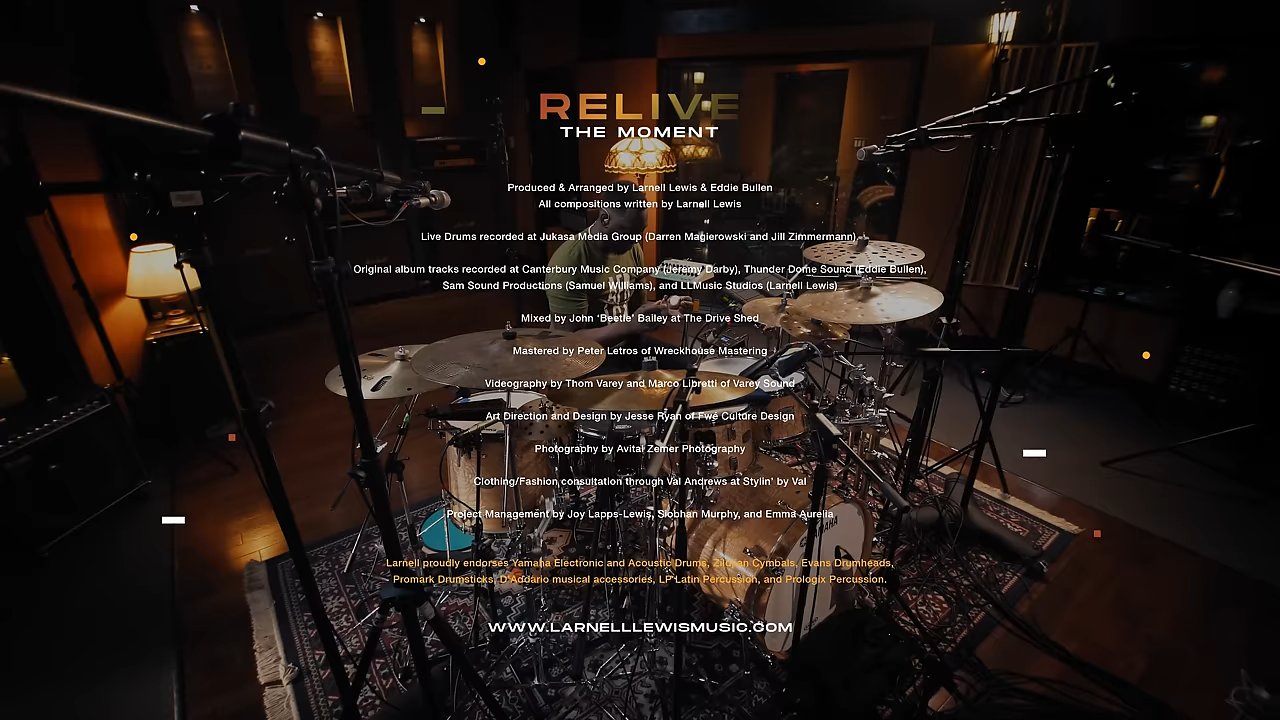 RELIVE
THE MOMENT
Produced & Arranged by Larnell Lewis & Eddie Bullen
All compositions written by Larnell Lewis
Live Drums recorded at Jukasa Media Group (Darren Magierowski and Jill Zimmermann),
Original album tracks recorded at Canterbury Music Company (Jeremy Darby), Thunder Dome Sound (Eddie Bullen),
Sam Sound Productions (Samuel Williams), and LLMusic Studios (Larnell Lewis)
Mixed by John 'Beetle' Bailey at The Drive Shed
Mastered by Peter Letros of Wreckhouse Mastering
Videography by Thom Varey and Marco Libretti of Varey Sound
Art Direction and Design by Jesse Ryan of Fwé Culture Design
Photography by Avital Zemer Photography
Clothing/Fashion consultation through Val Andrews at Stylin' by Val
Project Management by Joy Lapps-Lewis, Siobhan Murphy, and Emma Aurelia
YAMAHA
Larnell proudly endorses Yamaha Electronic and Acoustic Drums, Zildjian Cymbals, Evans Drumheads,
Promark Drumsticks, D'Addario musical accessories, LP Latin Percussion, and Prologix Percussion.
WWW.LARNELLLEWISMUSIC.COM